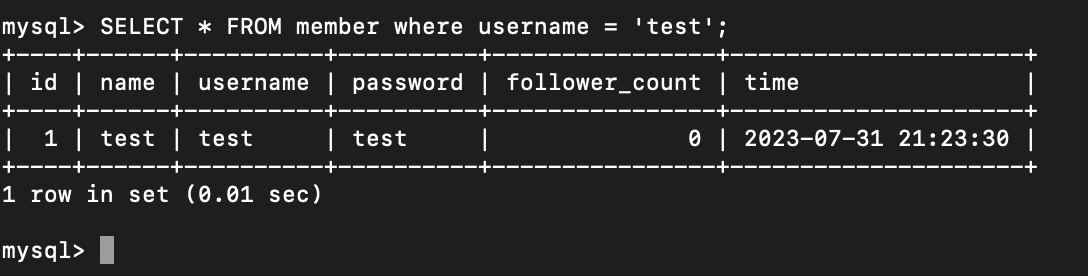 mysql> SELECT * FROM member where username = 'test';
+----+------+----------+----------+----------------+---------------------+
| id | name | username | password | follower_count | time                |
+----+------+----------+----------+----------------+---------------------+
|  1 | test | test     | test     |              0 | 2023-07-31 21:23:30 |
+----+------+----------+----------+----------------+---------------------+
1 row in set (0.01 sec)
mysql>